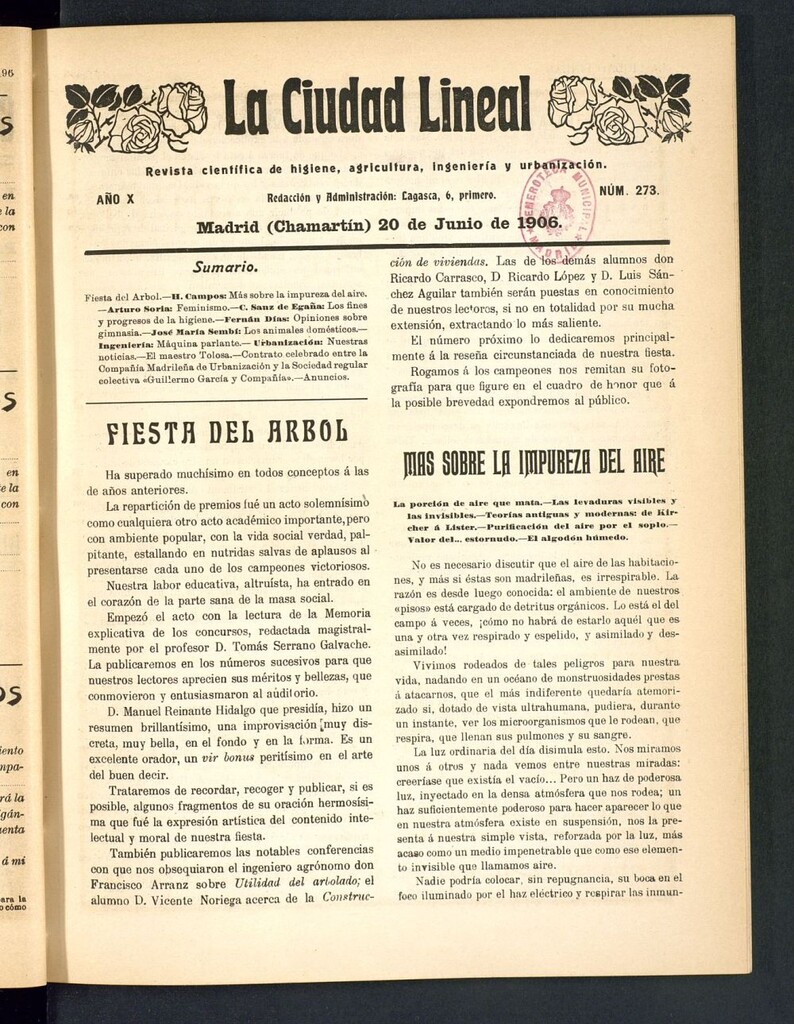 La Ciudad Lineal
Revista científica de higiene, agricultura, ingeniería y urbanización.
AÑO X
Redacción y Administración: Lagasca, 6, primero.
NÚM. 273.
Madrid (Chamartín) 20 de Junio de 1906.
HEMEROTECA MUNICIPAL
MADRID
Sumario.
Fiesta del Arbol.—H. Campos: Más sobre la impureza del aire.
—Arturo Soria: Feminismo.—C. Sanz de Egaña: Los fines
y progresos de la higiene.—Fernán Días: Opiniones sobre
gimnasia.—José María Sembi: Los animales domésticos.—
Ingeniería: Máquina parlante.—Urbanización: Nuestras
noticias.—El maestro Tolosa.—Contrato celebrado entre la
Compañía Madrileña de Urbanización y la Sociedad regular
colectiva «Guillermo García y Compañía».—Anuncios.
FIESTA DEL ARBOL
Ha superado muchísimo en todos conceptos á las
de años anteriores.
La repartición de premios fué un acto solemnísimo
como cualquiera otro acto académico importante, pero
con ambiente popular, con la vida social verdad, pal-
pitante, estallando en nutridas salvas de aplausos al
presentarse cada uno de los campeones victoriosos.
Nuestra labor educativa, altruísta, ha entrado en
el corazón de la parte sana de la masa social.
Empezó el acto con la lectura de la Memoria
explicativa de los concursos, redactada magistral-
mente por el profesor D. Tomás Serrano Galvache.
La publicaremos en los números sucesivos para que
nuestros lectores aprecien sus méritos y bellezas, que
conmovieron y entusiasmaron al auditorio.
D. Manuel Reinante Hidalgo que presidía, hizo un
resumen brillantísimo, una improvisación muy dis-
creta, muy bella, en el fondo y en la forma. Es un
excelente orador, un vir bonus peritísimo en el arte
del buen decir.
Trataremos de recordar, recoger y publicar, si es
posible, algunos fragmentos de su oración hermosísi-
ma que fué la expresión artística del contenido inte-
lectual y moral de nuestra fiesta.
También publicaremos las notables conferencias
con que nos obsequiaron el ingeniero agrónomo don
Francisco Arranz sobre Utilidad del arbolado; el
alumno D. Vicente Noriega acerca de la Construc-
ción de viviendas. Las de los demás alumnos don
Ricardo Carrasco, D Ricardo López y D. Luis Sán-
chez Aguilar también serán puestas en conocimiento
de nuestros lectores, si no en totalidad por su mucha
extensión, extractando lo más saliente.
El número próximo lo dedicaremos principal-
mente á la reseña circunstanciada de nuestra fiesta.
Rogamos á los campeones nos remitan su foto-
grafía para que figure en el cuadro de honor que á
la posible brevedad expondremos al público.
MAS SOBRE LA IMPUREZA DEL AIRE
La porción de aire que mata.—Las levaduras visibles y
las invisibles.—Teorías antiguas y modernas: de Kir-
cher á Lister.—Purificación del aire por el soplo.—
Valor del... estornudo.—El algodón húmedo.
No es necesario discutir que el aire de las habitacio-
nes, y más si éstas son madrileñas, es irrespirable. La
razón es desde luego conocida: el ambiente de nuestros
«pisos» está cargado de detritus orgánicos. Lo está el del
campo á veces, ¡cómo no habrá de estarlo aquél que es
una y otra vez respirado y espelido, y asimilado y des-
asimilado!
Vivimos rodeados de tales peligros para nuestra
vida, nadando en un océano de monstruosidades prestas
á atacarnos, que el más indiferente quedaría atemori-
zado si, dotado de vista ultrahumana, pudiera, durante
un instante, ver los microorganismos que le rodean, que
respira, que llenan sus pulmones y su sangre.
La luz ordinaria del día disimula esto. Nos miramos
unos á otros y nada vemos entre nuestras miradas:
creeríase que existía el vacío... Pero un haz de poderosa
luz, inyectado en la densa atmósfera que nos rodea; un
haz suficientemente poderoso para hacer aparecer lo que
en nuestra atmósfera existe en suspensión, nos la pre-
senta á nuestra simple vista, reforzada por la luz, más
acaso como un medio impenetrable que como ese elemen-
to invisible que llamamos aire.
Nadie podría colocar, sin repugnancia, su boca en el
foco iluminado por el haz eléctrico y respirar las inmun-